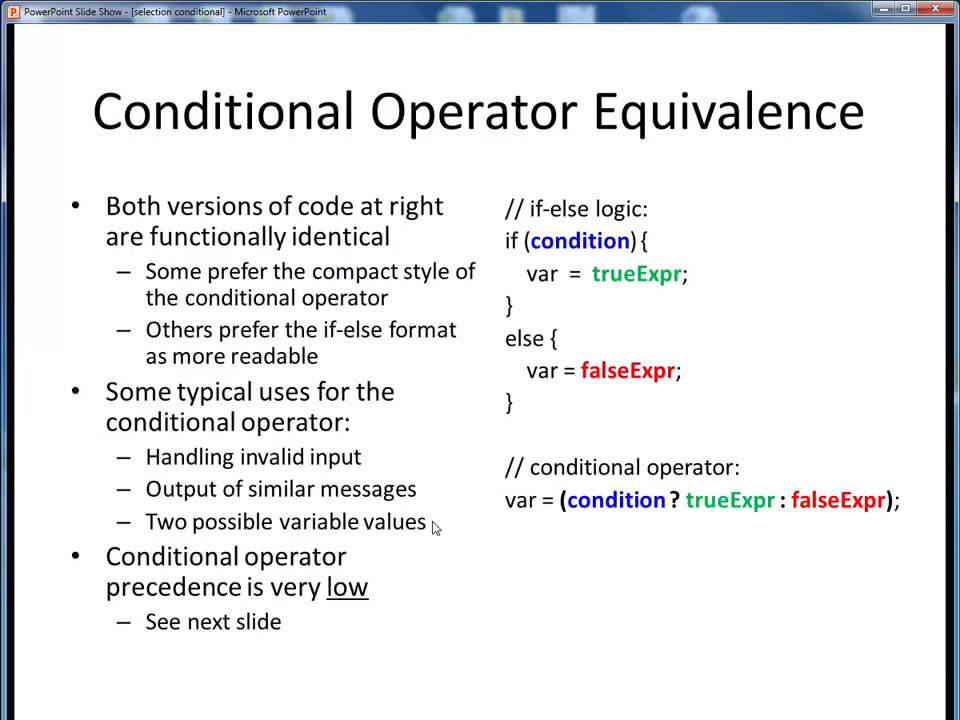 PowerPoint Slide Show - [selection conditional] - Microsoft PowerPoint
Conditional Operator Equivalence
• Both versions of code at right
are functionally identical
– Some prefer the compact style of
the conditional operator
– Others prefer the if-else format
as more readable
• Some typical uses for the
conditional operator:
– Handling invalid input
– Output of similar messages
– Two possible variable values
• Conditional operator
precedence is very low
– See next slide
// if-else logic:
if (condition) {
var = trueExpr;
}
else {
var = falseExpr;
}
// conditional operator:
var = (condition ? trueExpr : falseExpr);